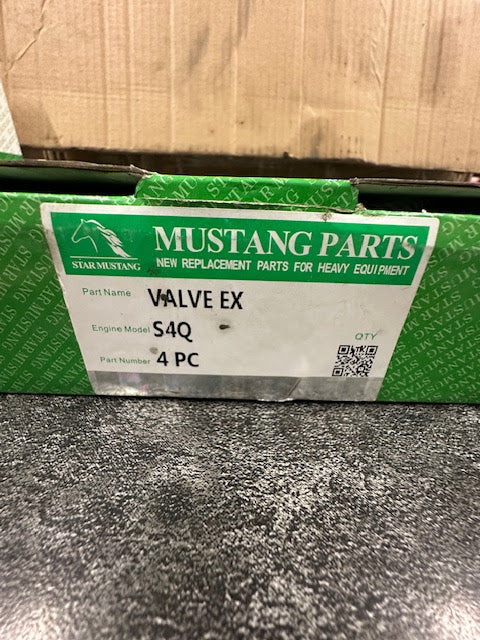 STAR MUSTANG
MUSTANG PARTS
NEW REPLACEMENT PARTS FOR HEAVY EQUIPMENT
Part Name VALVE EX
Engine Model S4Q
QTY
Part Number 4 PC